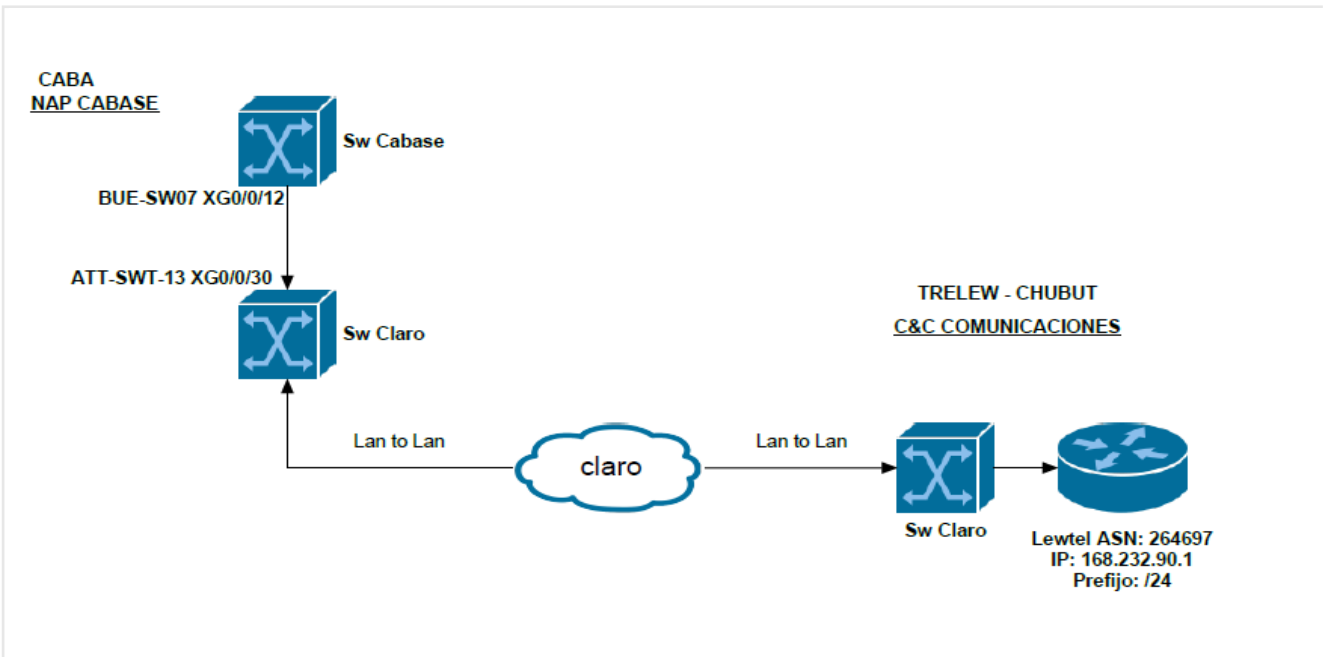 CABA
NAP CABASE
Sw Cabase
BUE-SW07 XG0/0/12
ATT-SWT-13 XG0/0/30
Sw Claro
TRELEW - CHUBUT
C&C COMUNICACIONES
Lan to Lan
claro
Lan to Lan
Sw Claro
Lewtel ASN: 264697
IP: 168.232.90.1
Prefijo: /24